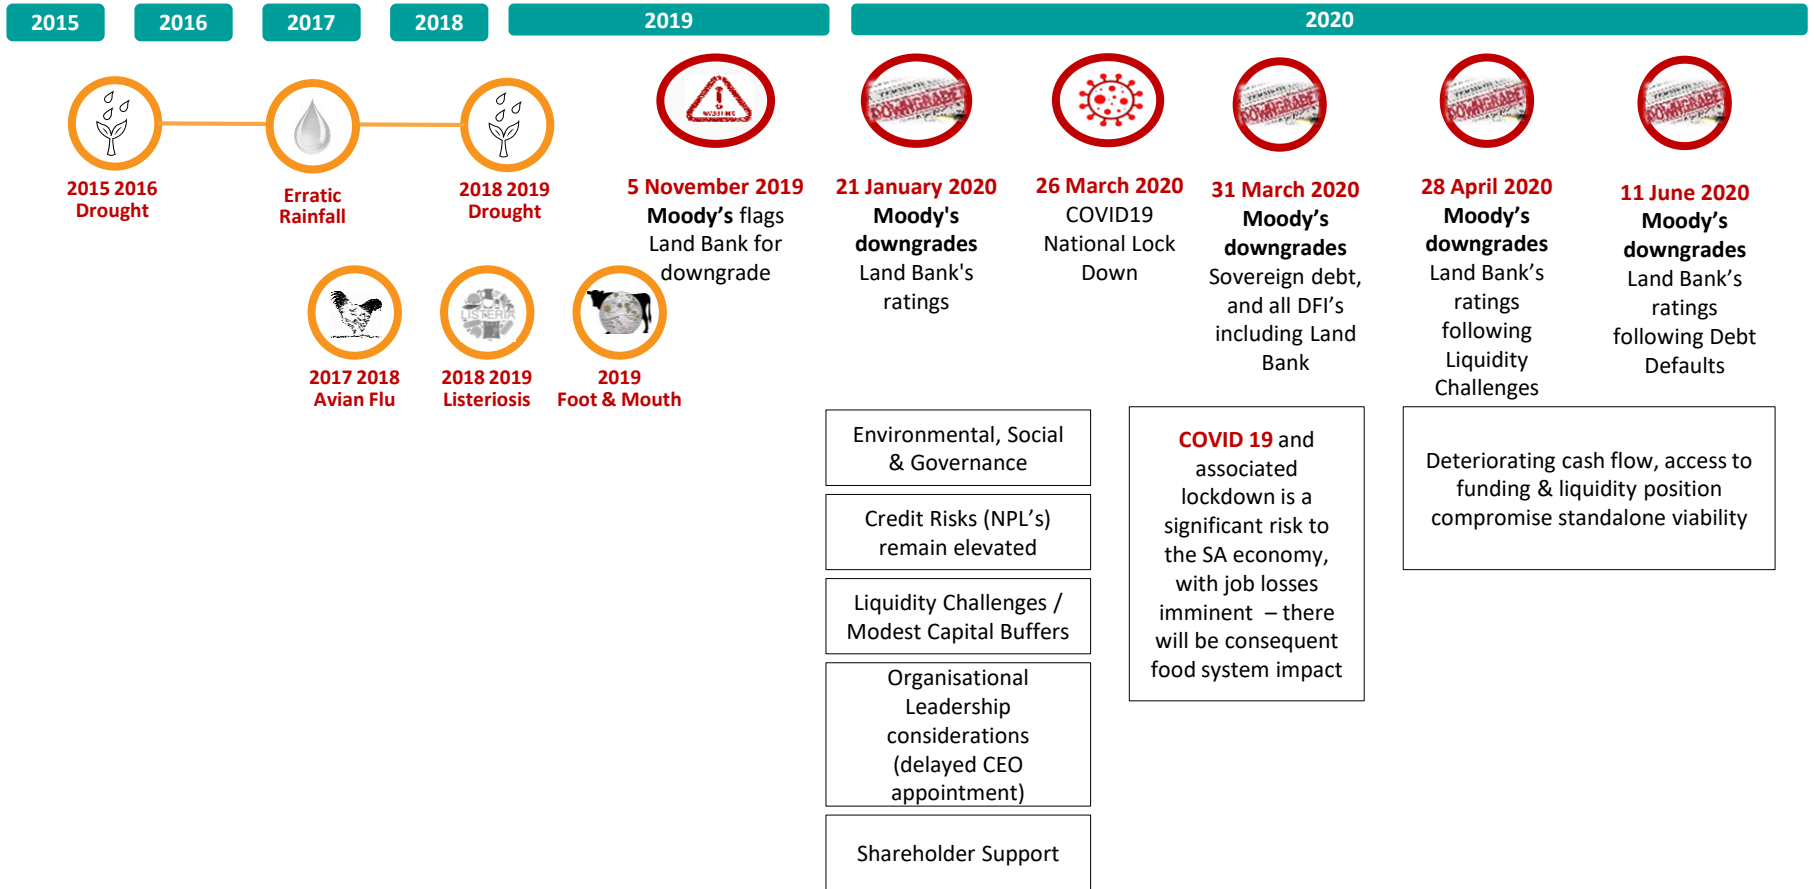 2015
2016
2017
2018
2019
2020
2015 2016
Drought
Erratic
Rainfall
2018 2019
Drought
LISTERIA
2017 2018
Avian Flu
2018 2019
Listeriosis
2019
Foot & Mouth
WARNING
5 November 2019
Moody’s flags
Land Bank for
downgrade
DOWNGRADE
21 January 2020
Moody's
downgrades
Land Bank's
ratings
26 March 2020
COVID19
National Lock
Down
DOWNGRADE
31 March 2020
Moody’s
downgrades
Sovereign debt,
and all DFI’s
including Land
Bank
DOWNGRADE
28 April 2020
Moody’s
downgrades
Land Bank’s
ratings
following
Liquidity
Challenges
DOWNGRADE
11 June 2020
Moody’s
downgrades
Land Bank’s
ratings
following Debt
Defaults
Environmental, Social
& Governance
Credit Risks (NPL’s)
remain elevated
Liquidity Challenges /
Modest Capital Buffers
Organisational
Leadership
considerations
(delayed CEO
appointment)
Shareholder Support
COVID 19 and
associated
lockdown is a
significant risk to
the SA economy,
with job losses
imminent – there
will be consequent
food system impact
Deteriorating cash flow, access to
funding & liquidity position
compromise standalone viability